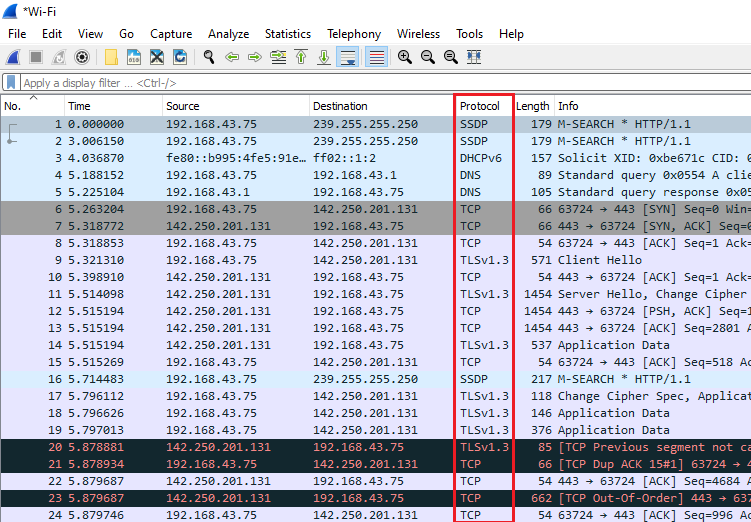 *Wi-Fi
File Edit View Go Capture Analyze Statistics Telephony Wireless Tools Help
Apply a display filter ... <Ctrl-/>
No. Time Source Destination Protocol Length Info
1 0.000000 192.168.43.75 239.255.255.250 SSDP 179 M-SEARCH * HTTP/1.1
2 3.006150 192.168.43.75 239.255.255.250 SSDP 179 M-SEARCH * HTTP/1.1
3 4.036870 fe80::b995:4fe5:91e… ff02::1:2 DHCPv6 157 Solicit XID: 0xbe671c CID: 0
4 5.188152 192.168.43.75 192.168.43.1 DNS 89 Standard query 0x0554 A clie
5 5.225104 192.168.43.1 192.168.43.75 DNS 105 Standard query response 0x05
6 5.263204 192.168.43.75 142.250.201.131 TCP 66 63724 → 443 [SYN] Seq=0 Win=
7 5.318772 142.250.201.131 192.168.43.75 TCP 66 443 → 63724 [SYN, ACK] Seq=0
8 5.318853 192.168.43.75 142.250.201.131 TCP 54 63724 → 443 [ACK] Seq=1 Ack=
9 5.321310 192.168.43.75 142.250.201.131 TLSv1.3 571 Client Hello
10 5.398910 142.250.201.131 192.168.43.75 TCP 54 443 → 63724 [ACK] Seq=1 Ack=
11 5.514098 142.250.201.131 192.168.43.75 TLSv1.3 1454 Server Hello, Change Cipher
12 5.515194 142.250.201.131 192.168.43.75 TCP 1454 443 → 63724 [PSH, ACK] Seq=1
13 5.515194 142.250.201.131 192.168.43.75 TCP 1454 443 → 63724 [ACK] Seq=2801 A
14 5.515194 142.250.201.131 192.168.43.75 TLSv1.3 537 Application Data
15 5.515269 192.168.43.75 142.250.201.131 TCP 54 63724 → 443 [ACK] Seq=518 Ac
16 5.714483 192.168.43.75 239.255.255.250 SSDP 217 M-SEARCH * HTTP/1.1
17 5.796112 192.168.43.75 142.250.201.131 TLSv1.3 118 Change Cipher Spec, Applicat
18 5.796626 192.168.43.75 142.250.201.131 TLSv1.3 146 Application Data
19 5.797013 192.168.43.75 142.250.201.131 TLSv1.3 376 Application Data
20 5.878881 142.250.201.131 192.168.43.75 TLSv1.3 85 [TCP Previous segment not ca
21 5.878934 192.168.43.75 142.250.201.131 TCP 66 [TCP Dup ACK 15#1] 63724 → 4
22 5.879687 142.250.201.131 192.168.43.75 TCP 54 443 → 63724 [ACK] Seq=4684 A
23 5.879687 142.250.201.131 192.168.43.75 TCP 662 [TCP Out-Of-Order] 443 → 637
24 5.879746 192.168.43.75 142.250.201.131 TCP 54 63724 → 443 [ACK] Seq=996 Ac